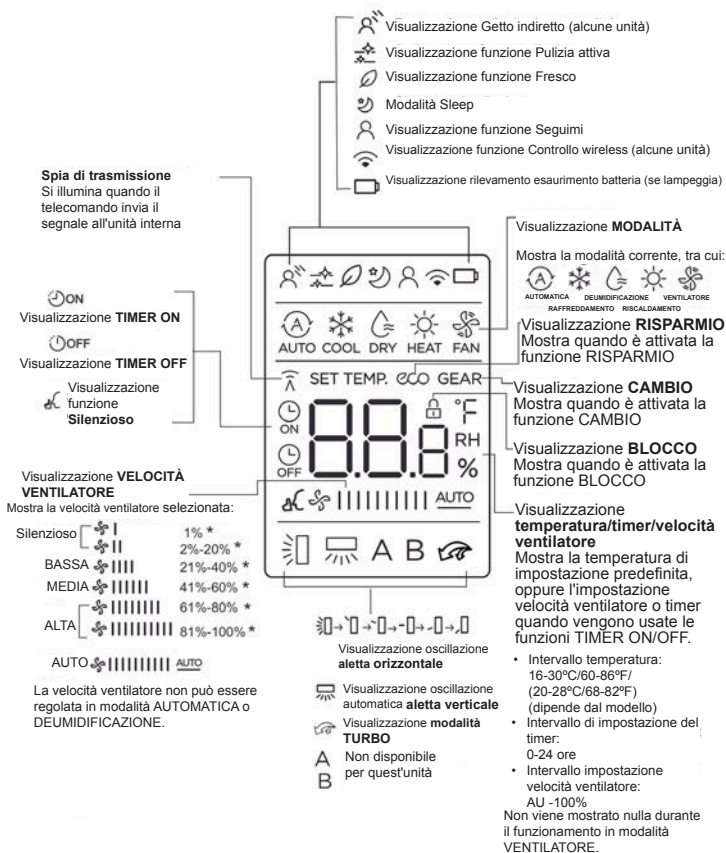 Visualizzazione Getto indiretto (alcune unità)
Visualizzazione funzione Pulizia attiva
Visualizzazione funzione Fresco
Modalità Sleep
Visualizzazione funzione Seguimi
Visualizzazione funzione Controllo wireless (alcune unità)
Visualizzazione rilevamento esaurimento batteria (se lampeggia)
Spia di trasmissione
Si illumina quando il
telecomando invia il
segnale all'unità interna
ON
Visualizzazione TIMER ON
OFF
Visualizzazione TIMER OFF
Visualizzazione
funzione
Silenzioso
Visualizzazione VELOCITÀ
VENTILATORE
Mostra la velocità ventilatore selezionata:
Silenzioso
1% *
2%-20% *
BASSA 21%-40% *
MEDIA 41%-60% *
ALTA
61%-80% *
81%-100% *
AUTO AUTO
La velocità ventilatore non può essere
regolata in modalità AUTOMATICA o
DEUMIDIFICAZIONE.
A
AUTO COOL DRY HEAT FAN
SET TEMP. eco GEAR
ON
OFF
88.8
°F
RH
%
AUTO
A B
Visualizzazione oscillazione
aletta orizzontale
Visualizzazione oscillazione
automatica aletta verticale
Visualizzazione modalità
TURBO
A
B
Non disponibile
per quest'unità
Visualizzazione MODALITÀ
Mostra la modalità corrente, tra cui:
A
AUTOMATICA DEUMIDIFICAZIONE VENTILATORE
RAFFREDDAMENTO RISCALDAMENTO
Visualizzazione RISPARMIO
Mostra quando è attivata la
funzione RISPARMIO
Visualizzazione CAMBIO
Mostra quando è attivata la
funzione CAMBIO
Visualizzazione BLOCCO
Mostra quando è attivata la
funzione BLOCCO
Visualizzazione
temperatura/timer/velocità
ventilatore
Mostra la temperatura di
impostazione predefinita,
oppure l'impostazione
velocità ventilatore o timer
quando vengono usate le
funzioni TIMER ON/OFF.
• Intervallo temperatura:
16-30ºC/60-86ºF/
(20-28ºC/68-82ºF)
(dipende dal modello)
• Intervallo di impostazione del
timer:
0-24 ore
• Intervallo impostazione
velocità ventilatore:
AU -100%
Non viene mostrato nulla durante
il funzionamento in modalità
VENTILATORE.